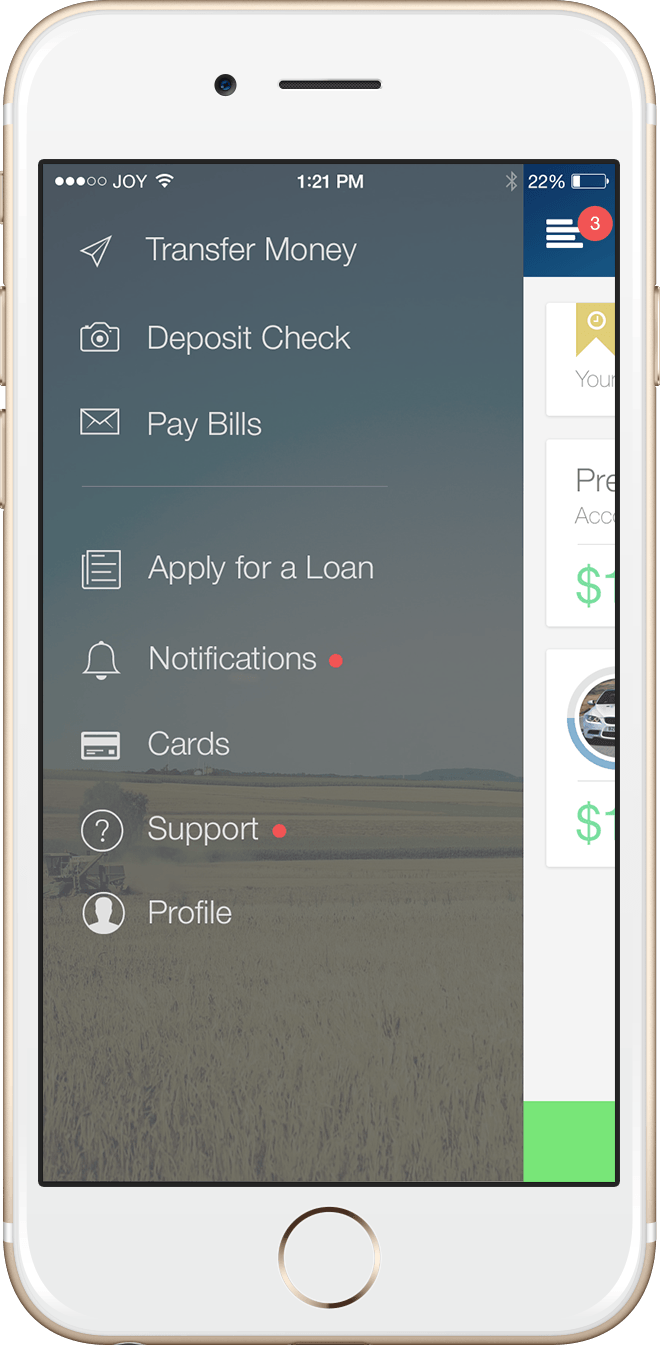 JOY 1:21 PM 22%
3
Transfer Money
Deposit Check
Pay Bills
Apply for a Loan
Notifications
Cards
Support
Profile
Your
Pre
Acco
$1
$1